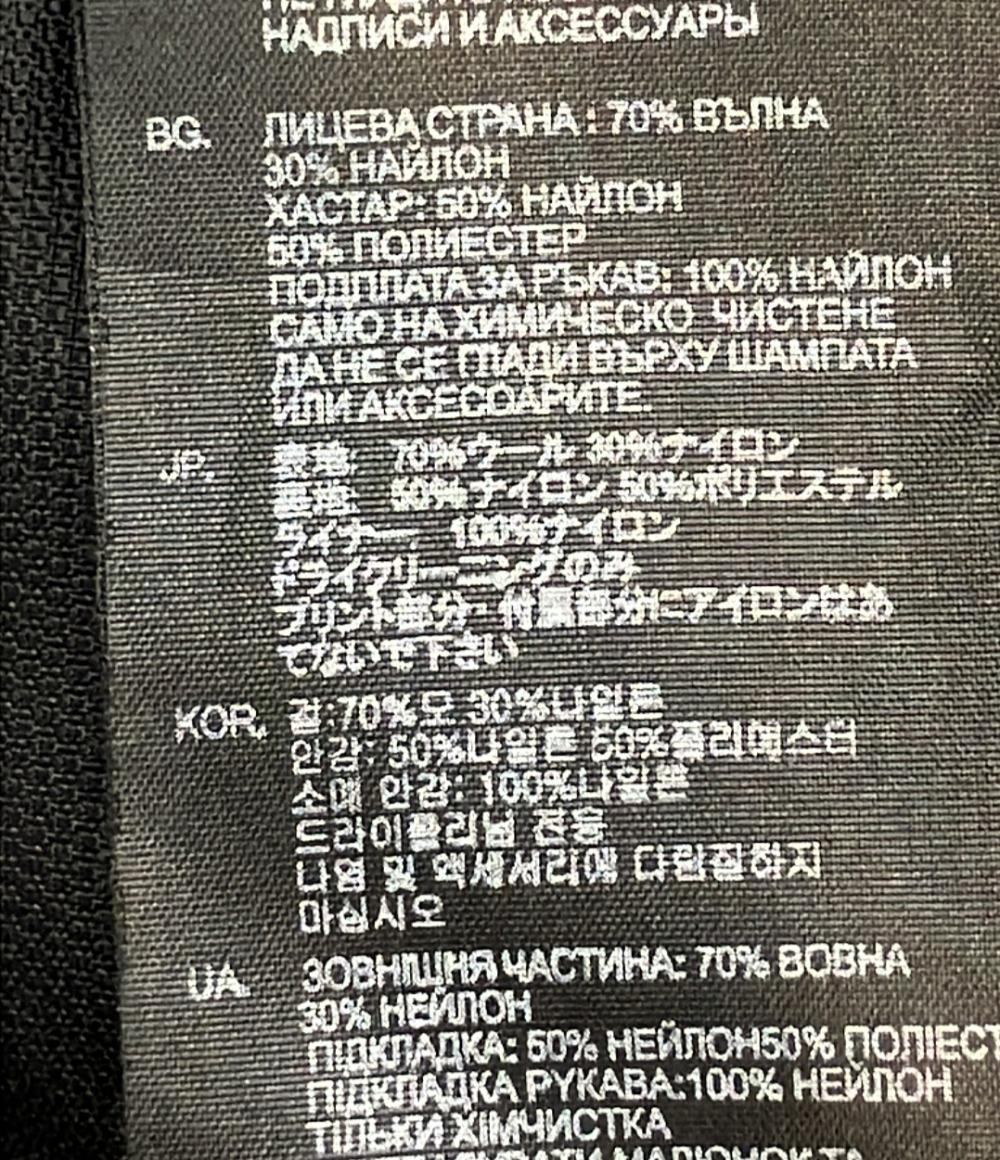 НАДПИСИ И АКСЕССУАРЫ
BG. ЛИЦЕВА СТРАНА : 70% ВЪЛНА
30% НАЙЛОН
ХАСТАР: 50% НАЙЛОН
50% ПОЛИЕСТЕР
ПОДПЛАТА ЗА РЪКАВ: 100% НАЙЛОН
САМО НА ХИМИЧЕСКО ЧИСТЕНЕ
ДА НЕ СЕ ГЛАДИ ВЪРХУ ЩАМПАТА
ИЛИ АКСЕСОАРИТЕ.
JP. 表地: 70%ウール 30%ナイロン
裏地: 50%ナイロン 50%ポリエステル
ライナー 100%ナイロン
ドライクリーニングのみ
プリント部分・付属部分にアイロンはあ
てないで下さい
KOR. 겉:70%모 30%나일론
안감: 50%나일론 50%폴리에스터
소매 안감: 100%나일론
드라이클리닝 전용
나염 및 액세서리에 다림질하지
마십시오
UA. ЗОВНІШНЯ ЧАСТИНА: 70% ВОВНА
30% НЕЙЛОН
ПІДКЛАДКА: 50% НЕЙЛОН50% ПОЛІЕСТ
ПІДКЛАДКА РУКАВА:100% НЕЙЛОН
ТІЛЬКИ ХІМЧИСТКА